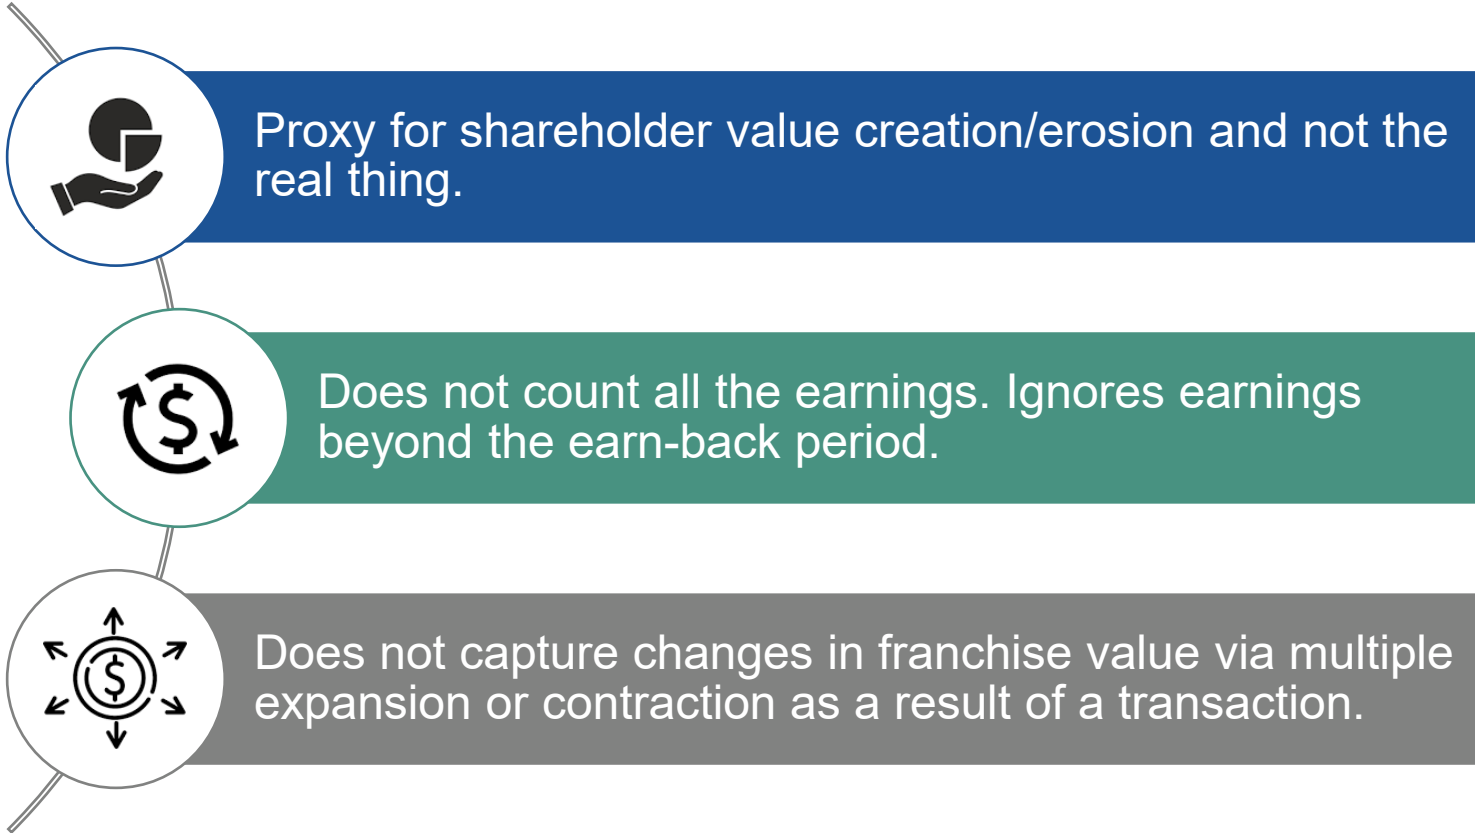 Proxy for shareholder value creation/erosion and not the
real thing.
Does not count all the earnings. Ignores earnings
beyond the earn-back period.
Does not capture changes in franchise value via multiple
expansion or contraction as a result of a transaction.
$
$